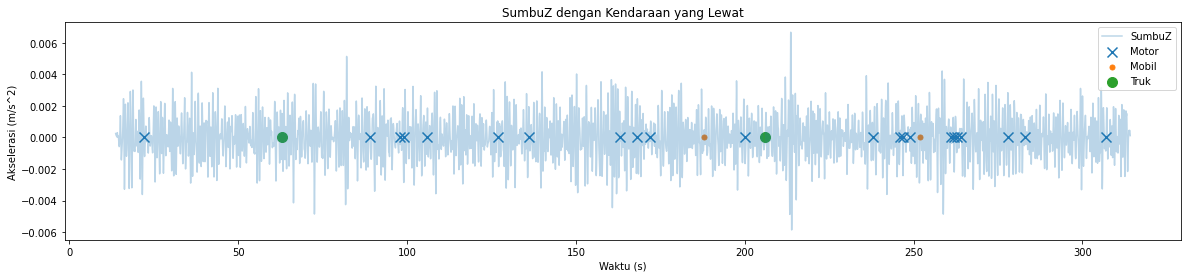 SumbuZ dengan Kendaraan yang Lewat
SumbuZ
Motor
Mobil
Truk
Akselerasi (m/s^2)
0.006
0.004
0.002
0.000
−0.002
−0.004
−0.006
0 50 100 150 200 250 300
Waktu (s)